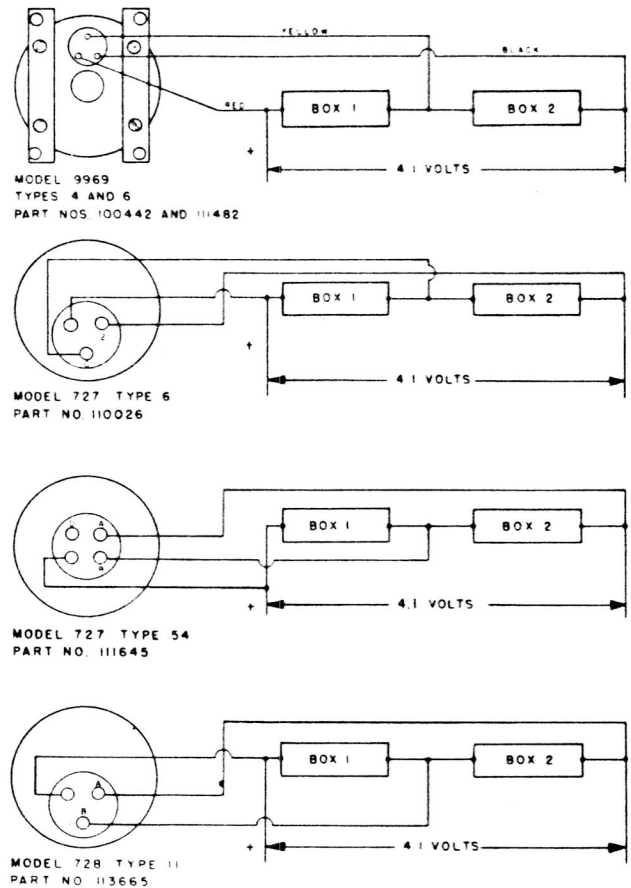 YELLOW
BLACK
RED
BOX 1
BOX 2
+
4.1 VOLTS
MODEL 9969
TYPES 4 AND 6
PART NOS. 100442 AND 111482
BOX 1
BOX 2
2
+
4.1 VOLTS
MODEL 727 TYPE 6
PART NO. 110026
A
BOX 1
BOX 2
+
4.1 VOLTS
MODEL 727 TYPE 54
PART NO. 111645
BOX 1
BOX 2
A
B
+
4.1 VOLTS
MODEL 728 TYPE 11
PART NO 113665